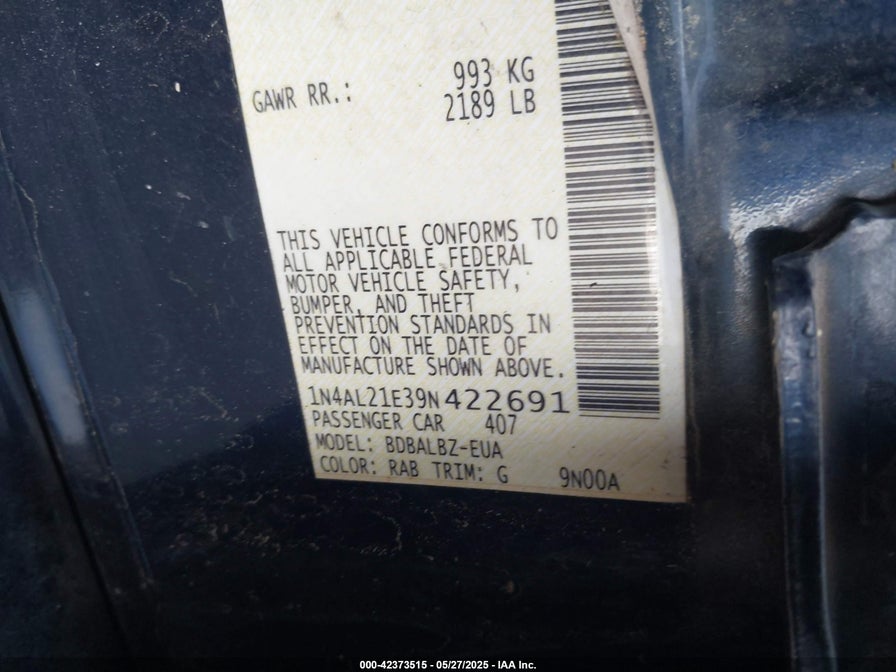 GAWR RR.: 993 KG
2189 LB
THIS VEHICLE CONFORMS TO
ALL APPLICABLE FEDERAL
MOTOR VEHICLE SAFETY,
BUMPER, AND THEFT
PREVENTION STANDARDS IN
EFFECT ON THE DATE OF
MANUFACTURE SHOWN ABOVE.
1N4AL21E39N422691
PASSENGER CAR 407
MODEL: BDBALBZ-EUA
COLOR: RAB TRIM: G 9N00A
000-42373515 - 05/27/2025 - IAA Inc.